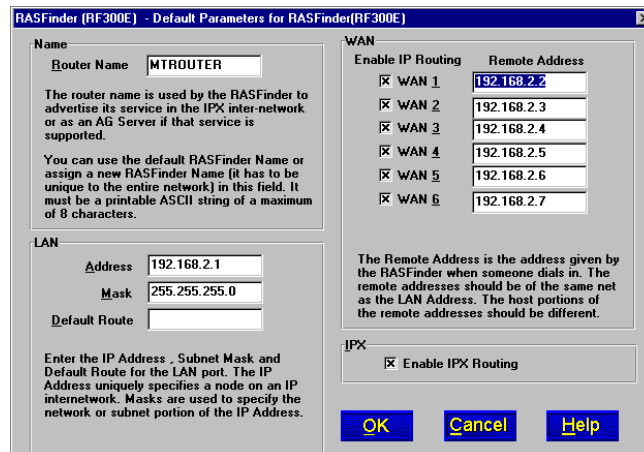 RASFinder (RF300E) - Default Parameters for RASFinder(RF300E)
Name
Router Name MTROUTER
The router name is used by the RASFinder to
advertise its service in the IPX inter-network
or as an AG Server if that service is
supported.
You can use the default RASFinder Name or
assign a new RASFinder Name (it has to be
unique to the entire network) in this field. It
must be a printable ASCII string of a maximum
of 8 characters.
LAN
Address 192.168.2.1
Mask 255.255.255.0
Default Route
Enter the IP Address , Subnet Mask and
Default Route for the LAN port. The IP
Address uniquely specifies a node on an IP
internetwork. Masks are used to specify the
network or subnet portion of the IP Address.
WAN
Enable IP Routing Remote Address
WAN 1 192.168.2.2
WAN 2 192.168.2.3
WAN 3 192.168.2.4
WAN 4 192.168.2.5
WAN 5 192.168.2.6
WAN 6 192.168.2.7
The Remote Address is the address given by
the RASFinder when someone dials in. The
remote addresses should be of the same net
as the LAN Address. The host portions of
the remote addresses should be different.
IPX
Enable IPX Routing
OK Cancel Help